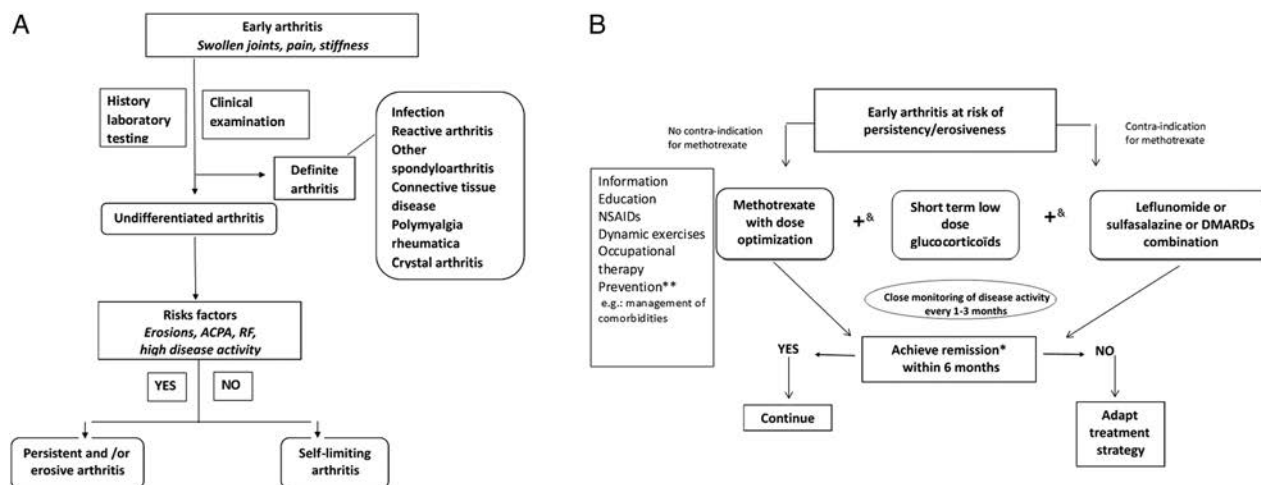 A
Early arthritis
Swollen joints, pain, stiffness
History
laboratory
testing
Clinical
examination
Definite
arthritis
Infection
Reactive arthritis
Other
spondyloarthritis
Connective tissue
disease
Polymyalgia
rheumatica
Crystal arthritis
Undifferentiated arthritis
Risks factors
Erosions, ACPA, RF,
high disease activity
YES
NO
Persistent and /or
erosive arthritis
Self-limiting
arthritis
B
Early arthritis at risk of
persistency/erosiveness
No contra-indication
for methotrexate
Contra-indication
for methotrexate
Information
Education
NSAIDs
Dynamic exercises
Occupational
therapy
Prevention**
e.g.: management of
comorbidities
Methotrexate
with dose
optimization
+&
Short term low
dose
glucocorticoïds
+&
Leflunomide or
sulfasalazine or DMARDs
combination
Close monitoring of disease activity
every 1-3 months
YES
Achieve remission*
within 6 months
NO
Continue
Adapt
treatment
strategy